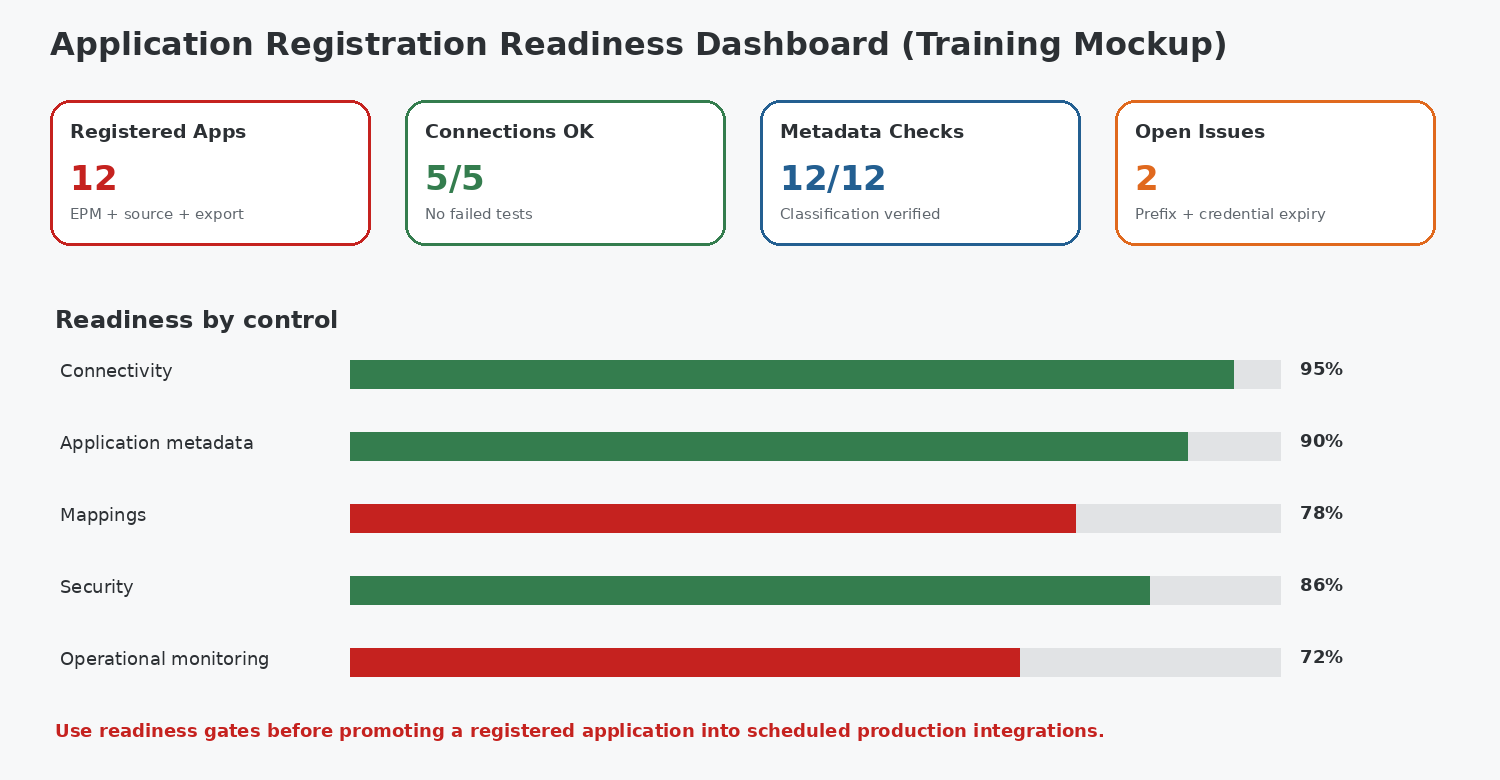 Application Registration Readiness Dashboard (Training Mockup)
Registered Apps
12
EPM + source + export
Connections OK
5/5
No failed tests
Metadata Checks
12/12
Classification verified
Open Issues
2
Prefix + credential expiry
Readiness by control
Connectivity 95%
Application metadata 90%
Mappings 78%
Security 86%
Operational monitoring 72%
Use readiness gates before promoting a registered application into scheduled production integrations.